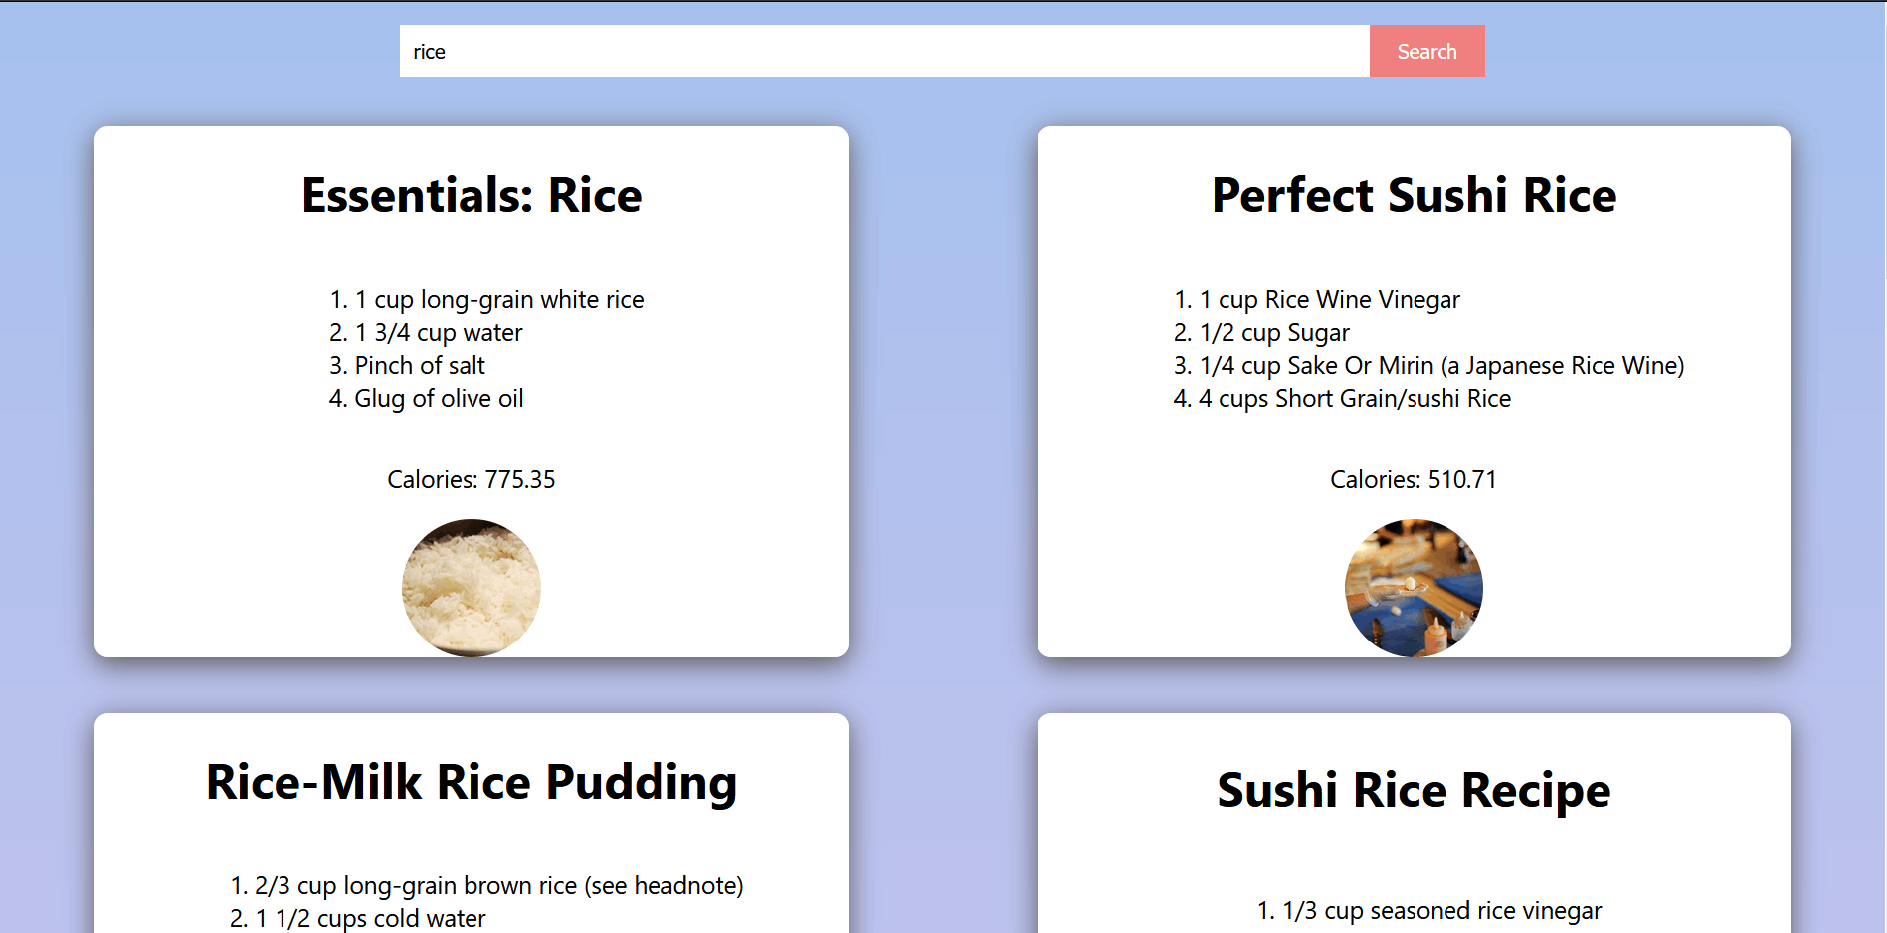 rice
Search
Essentials: Rice
1. 1 cup long-grain white rice
2. 1 3/4 cup water
3. Pinch of salt
4. Glug of olive oil
Calories: 775.35
Perfect Sushi Rice
1. 1 cup Rice Wine Vinegar
2. 1/2 cup Sugar
3. 1/4 cup Sake Or Mirin (a Japanese Rice Wine)
4. 4 cups Short Grain/sushi Rice
Calories: 510.71
Rice-Milk Rice Pudding
1. 2/3 cup long-grain brown rice (see headnote)
2. 1 1/2 cups cold water
Sushi Rice Recipe
1. 1/3 cup seasoned rice vinegar